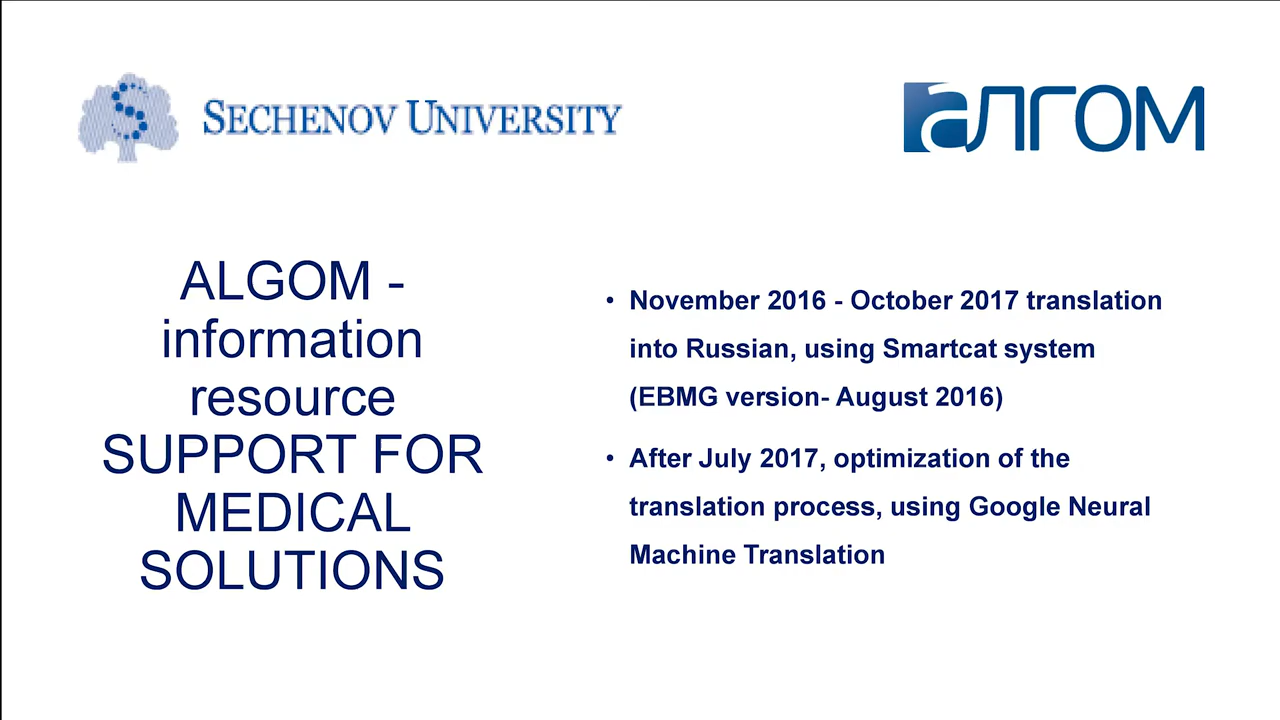 SECHENOV UNIVERSITY
алгом
ALGOM -
information
resource
SUPPORT FOR
MEDICAL
SOLUTIONS
• November 2016 - October 2017 translation
into Russian, using Smartcat system
(EBMG version- August 2016)
• After July 2017, optimization of the
translation process, using Google Neural
Machine Translation